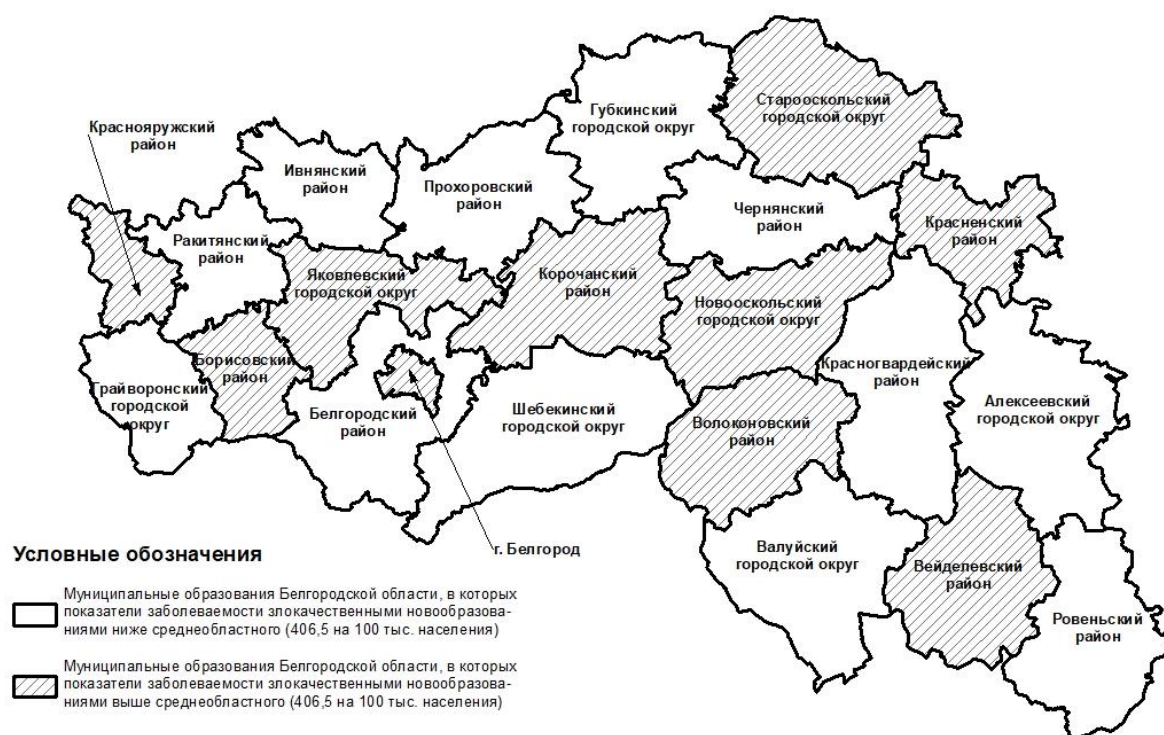 Старооскольский
городской округ
Губкинский
городской округ
Краснояружский
район
Ивнянский
район
Прохоровский
район
Чернянский
район
Красненский
район
Ракитянский
район
Яковлевский
городской округ
Корочанский
район
Новооскольский
городской округ
Борисовский
район
Грайворонский
городской
округ
Красногвардейский
район
Белгородский
район
Шебекинский
городской округ
Алексеевский
городской округ
Волоконовский
район
г. Белгород
Валуйский
городской округ
Вейделевский
район
Ровеньский
район
Условные обозначения
Муниципальные образования Белгородской области, в которых
показатели заболеваемости злокачественными новообразова-
ниями ниже среднеобластного (406,5 на 100 тыс. населения)
Муниципальные образования Белгородской области, в которых
показатели заболеваемости злокачественными новообразова-
ниями выше среднеобластного (406,5 на 100 тыс. населения)